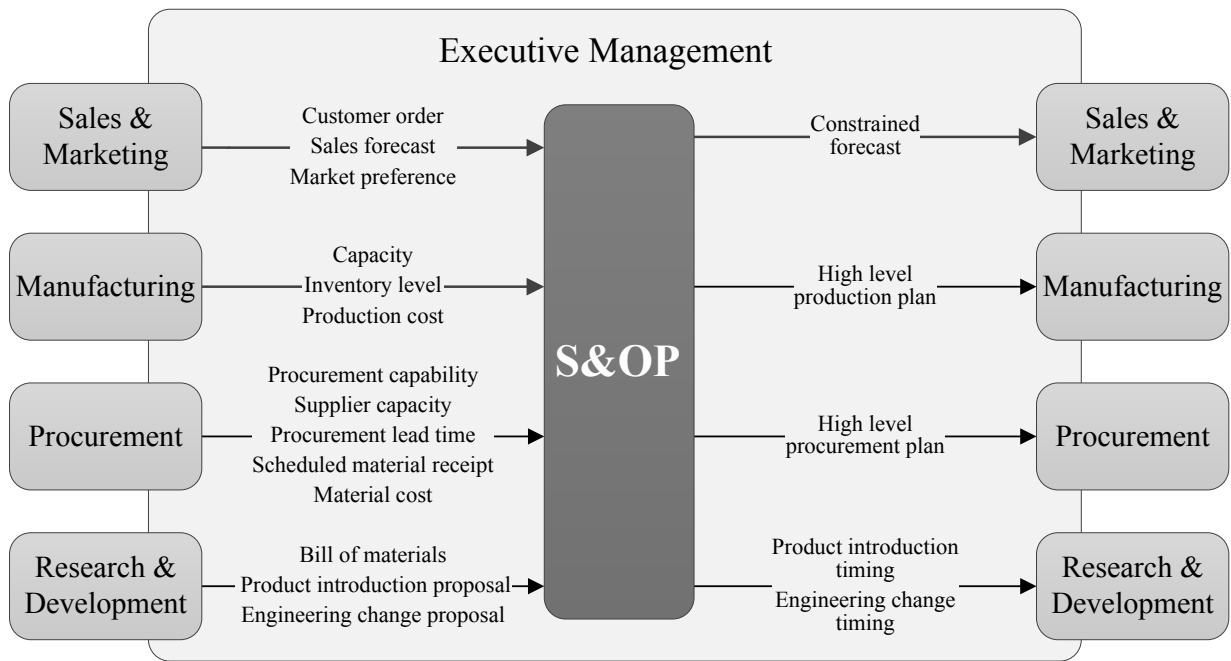 Executive Management
Sales &
Marketing
Customer order
Sales forecast
Market preference
Constrained
forecast
Sales &
Marketing
Manufacturing
Capacity
Inventory level
Production cost
High level
production plan
Manufacturing
S&OP
Procurement
Procurement capability
Supplier capacity
Procurement lead time
Scheduled material receipt
Material cost
High level
procurement plan
Procurement
Research &
Development
Bill of materials
Product introduction proposal
Engineering change proposal
Product introduction
timing
Engineering change
timing
Research &
Development